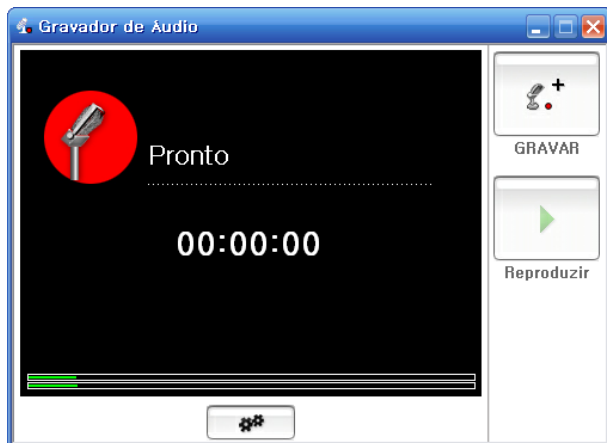 Gravador de Áudio
Pronto
00:00:00
GRAVAR
Reproduzir